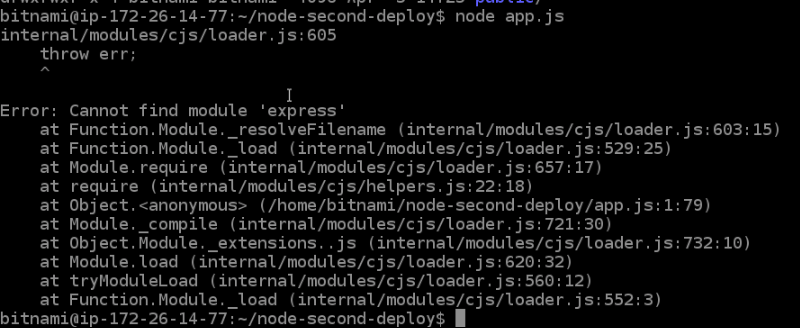 bitnami@ip-172-26-14-77:~/node-second-deploy$ node app.js
internal/modules/cjs/loader.js:605
    throw err;
    ^

Error: Cannot find module 'express'
    at Function.Module._resolveFilename (internal/modules/cjs/loader.js:603:15)
    at Function.Module._load (internal/modules/cjs/loader.js:529:25)
    at Module.require (internal/modules/cjs/loader.js:657:17)
    at require (internal/modules/cjs/helpers.js:22:18)
    at Object.<anonymous> (/home/bitnami/node-second-deploy/app.js:1:79)
    at Module._compile (internal/modules/cjs/loader.js:721:30)
    at Object.Module._extensions..js (internal/modules/cjs/loader.js:732:10)
    at Module.load (internal/modules/cjs/loader.js:620:32)
    at tryModuleLoad (internal/modules/cjs/loader.js:560:12)
    at Function.Module._load (internal/modules/cjs/loader.js:552:3)
bitnami@ip-172-26-14-77:~/node-second-deploy$